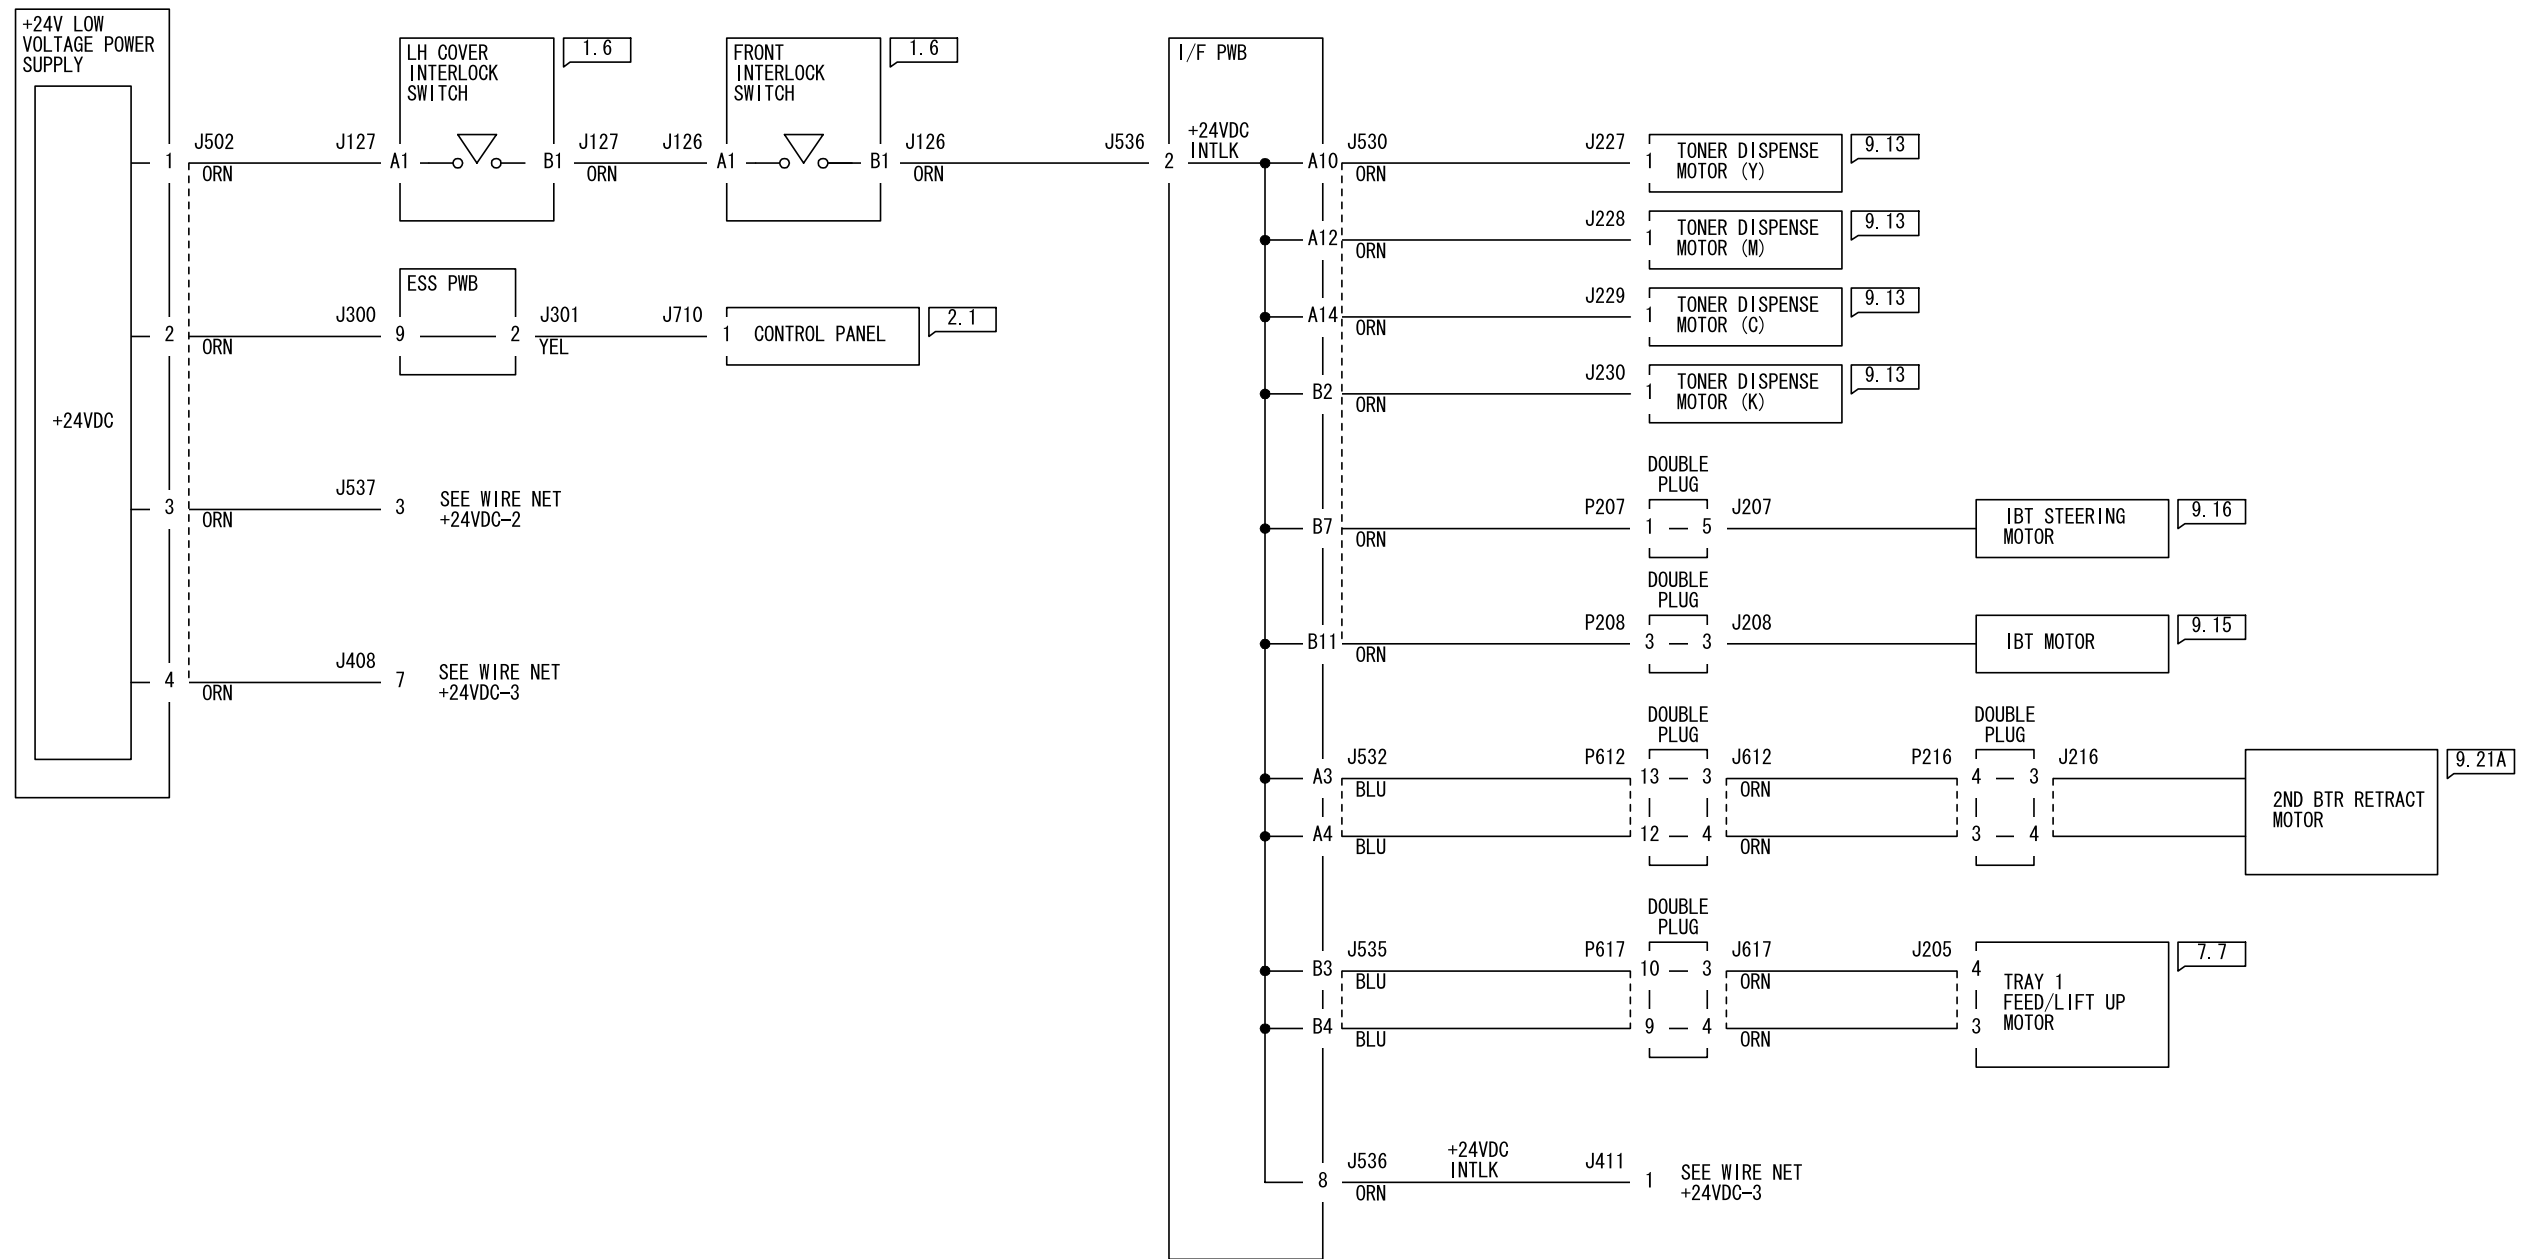 +24V LOW
VOLTAGE POWER
SUPPLY
+24VDC
1
J502
ORN
J127
A1
LH COVER
INTERLOCK
SWITCH
1.6
B1
J127
ORN
J126
A1
FRONT
INTERLOCK
SWITCH
1.6
B1
J126
ORN
J536
2
I/F PWB
+24VDC
INTLK
2
ORN
J300
9
ESS PWB
2
J301
YEL
J710
1
CONTROL PANEL
2.1
3
ORN
J537
3
SEE WIRE NET
+24VDC-2
4
ORN
J408
7
SEE WIRE NET
+24VDC-3
A10
J530
ORN
J227
1
TONER DISPENSE
MOTOR (Y)
9.13
A12
ORN
J228
1
TONER DISPENSE
MOTOR (M)
9.13
A14
ORN
J229
1
TONER DISPENSE
MOTOR (C)
9.13
B2
ORN
J230
1
TONER DISPENSE
MOTOR (K)
9.13
B7
ORN
P207
DOUBLE
PLUG
1
5
J207
IBT STEERING
MOTOR
9.16
B11
ORN
P208
DOUBLE
PLUG
3
3
J208
IBT MOTOR
9.15
A3
J532
BLU
P612
DOUBLE
PLUG
13
3
J612
ORN
P216
DOUBLE
PLUG
4
3
J216
2ND BTR RETRACT
MOTOR
9.21A
A4
BLU
12
4
ORN
3
4
B3
J535
BLU
P617
DOUBLE
PLUG
10
3
J617
ORN
J205
4
TRAY 1
FEED/LIFT UP
MOTOR
7.7
B4
BLU
9
4
ORN
3
8
J536
ORN
+24VDC
INTLK
J411
1
SEE WIRE NET
+24VDC-3